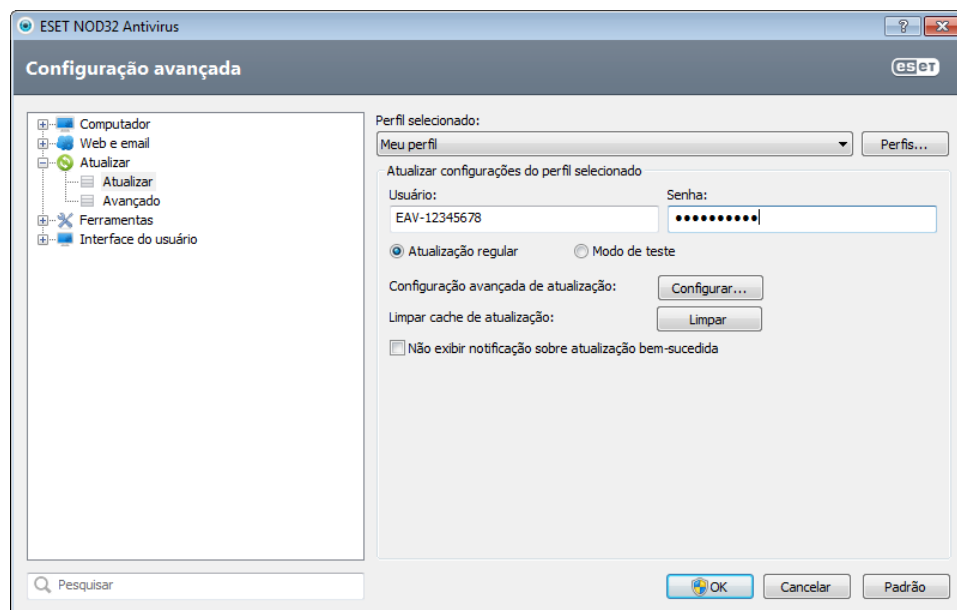 ESET NOD32 Antivirus
Configuração avançada
eset
Computador
Web e email
Atualizar
Atualizar
Avançado
Ferramentas
Interface do usuário
Pesquisar
Perfil selecionado:
Meu perfil
Perfis...
Atualizar configurações do perfil selecionado
Usuário: Senha:
EAV-12345678 ••••••••••
Atualização regular Modo de teste
Configuração avançada de atualização: Configurar...
Limpar cache de atualização: Limpar
Não exibir notificação sobre atualização bem-sucedida
OK Cancelar Padrão